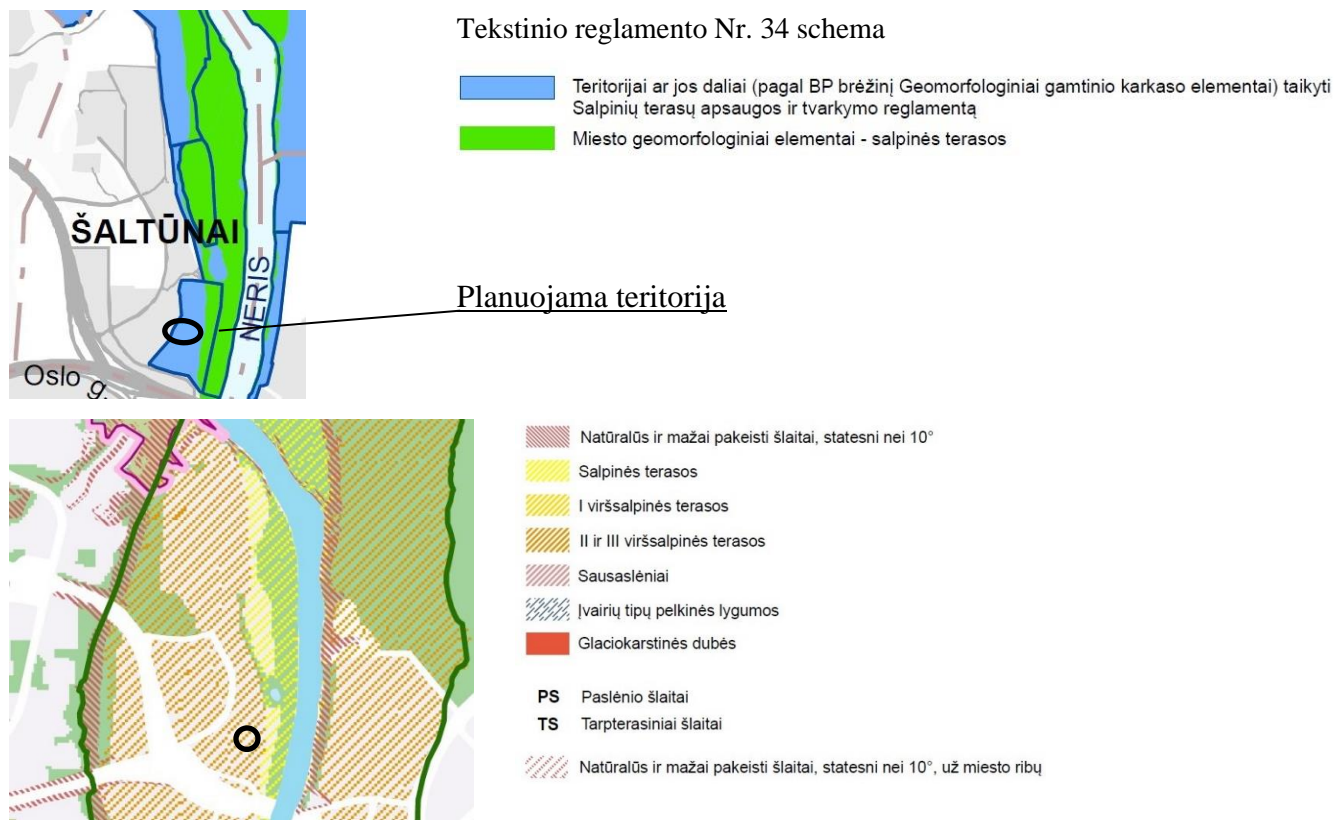 Tekstinio reglamento Nr. 34 schema
Teritorijai ar jos daliai (pagal BP brėžinį Geomorfologiniai gamtinio karkaso elementai) taikyti
Salpinių terasų apsaugos ir tvarkymo reglamentą
Miesto geomorfologiniai elementai - salpinės terasos
ŠALTŪNAI
NERIS
Planuojama teritorija
Oslo g.
Natūralūs ir mažai pakeisti šlaitai, statesni nei 10°
Salpinės terasos
I viršsalpinės terasos
II ir III viršsalpinės terasos
Sausaslėniai
Įvairių tipų pelkinės lygumos
Glaciokarstinės dubės
PS Paslėnio šlaitai
TS Tarpterasiniai šlaitai
Natūralūs ir mažai pakeisti šlaitai, statesni nei 10°, už miesto ribų